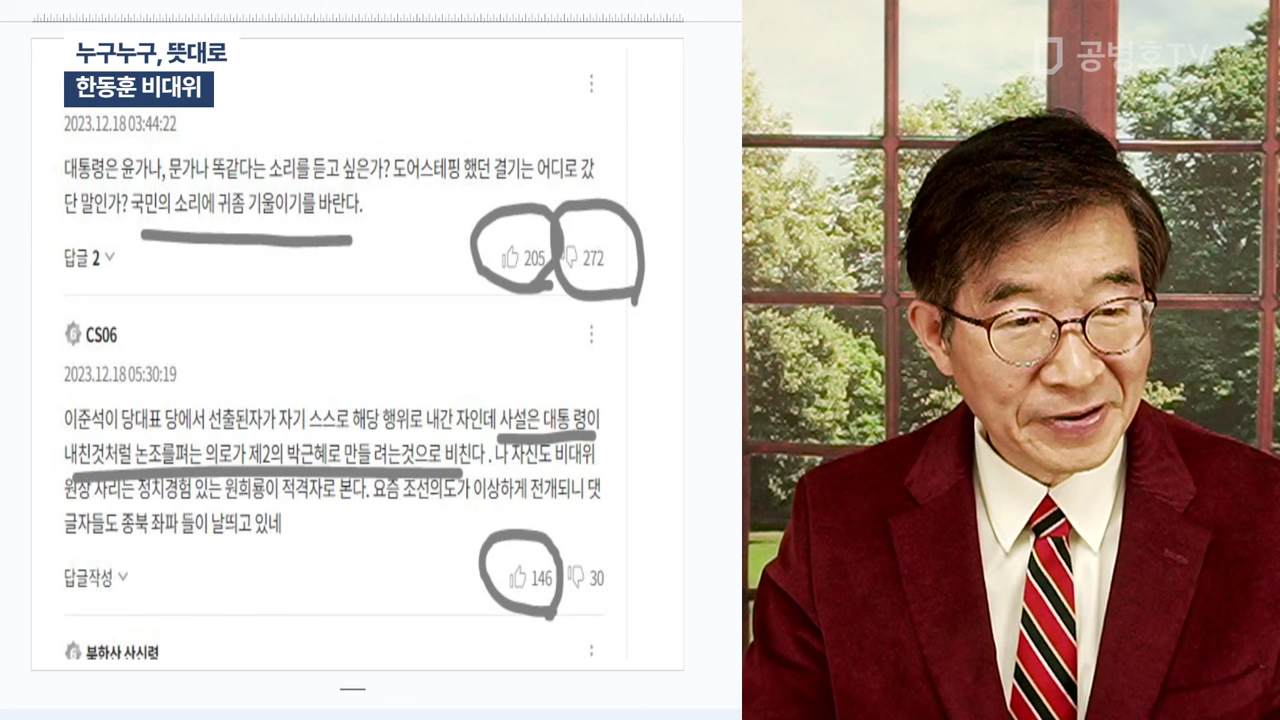 누구누구, 뜻대로
한동훈 비대위
공병호TV
2023.12.18 03:44:22
대통령은 윤가나, 문가나 똑같다는 소리를 듣고 싶은가? 도어스테핑 했던 결기는 어디로 갔
단 말인가? 국민의 소리에 귀좀 기울이기를 바란다.
답글 2
205 272
CS06
2023.12.18 05:30:19
이준석이 당대표 당에서 선출된자가 자기 스스로 해당 행위로 내간 자인데 사설은 대통 령이
내친것처럼 논조를펴는 의로가 제2의 박근혜로 만들 려는것으로 비친다 . 나 자신도 비대위
원장 자리는 정치경험 있는 원희룡이 적격자로 본다. 요즘 조선의도가 이상하게 전개되니 댓
글자들도 종북 좌파 들이 날띄고 있네
답글작성
146 30
북한산 산신령